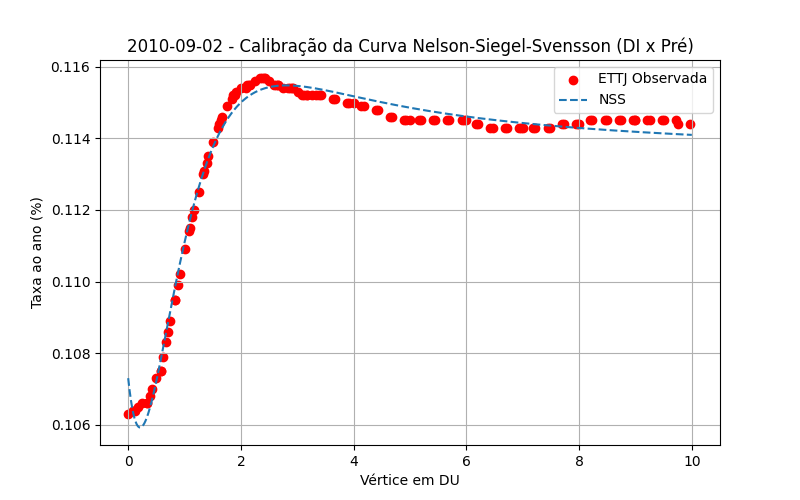 2010-09-02 - Calibração da Curva Nelson-Siegel-Svensson (DI x Pré)
ETTJ Observada
NSS
Taxa ao ano (%)
0.116
0.114
0.112
0.110
0.108
0.106
0 2 4 6 8 10
Vértice em DU